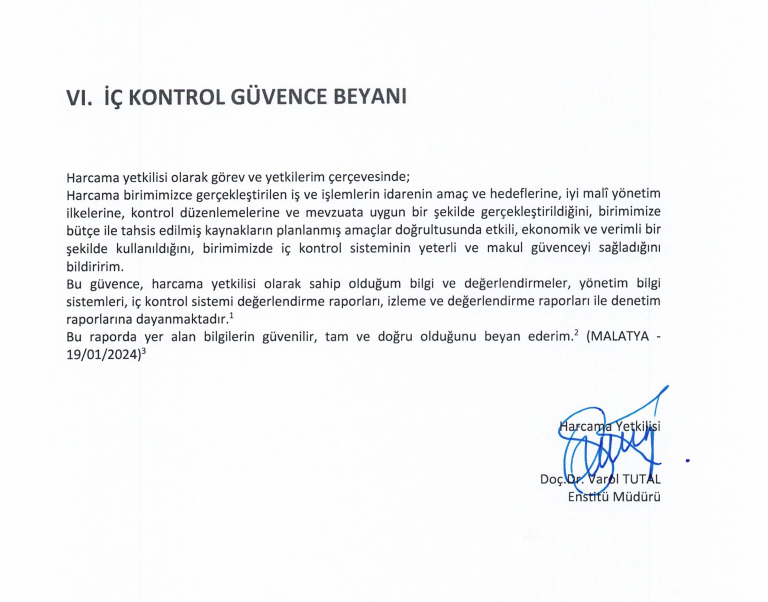 VI. İÇ KONTROL GÜVENCE BEYANI
Harcama yetkilisi olarak görev ve yetkilerim çerçevesinde;
Harcama birimimizce gerçekleştirilen iş ve işlemlerin idarenin amaç ve hedeflerine, iyi malî yönetim
ilkelerine, kontrol düzenlemelerine ve mevzuata uygun bir şekilde gerçekleştirildiğini, birimimize
bütçe ile tahsis edilmiş kaynakların planlanmış amaçlar doğrultusunda etkili, ekonomik ve verimli bir
şekilde kullanıldığını, birimimizde iç kontrol sisteminin yeterli ve makul güvenceyi sağladığını
bildiririm.
Bu güvence, harcama yetkilisi olarak sahip olduğum bilgi ve değerlendirmeler, yönetim bilgi
sistemleri, iç kontrol sistemi değerlendirme raporları, izleme ve değerlendirme raporları ile denetim
raporlarına dayanmaktadır.¹
Bu raporda yer alan bilgilerin güvenilir, tam ve doğru olduğunu beyan ederim.² (MALATYA -
19/01/2024)³
Harcama Yetkilisi
Doç.Dr. Varol TUTAL
Enstitü Müdürü